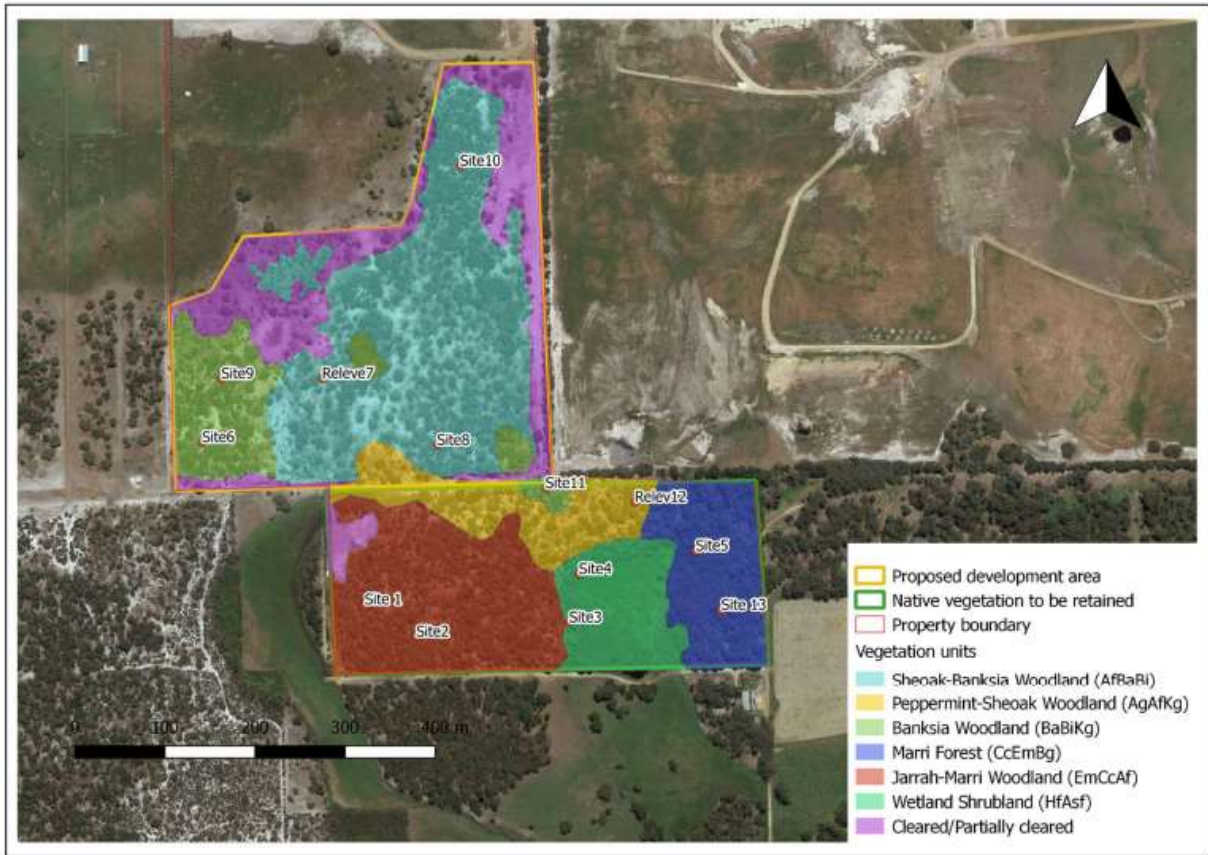 Site10
Site9
Releve7
Site6
Site8
Site11
Relev12
Site5
Site4
Site 1
Site3
Site 13
Site2
0 100 200 300 400 m
Proposed development area
Native vegetation to be retained
Property boundary
Vegetation units
Sheoak-Banksia Woodland (AfBaBi)
Peppermint-Sheoak Woodland (AgAfKg)
Banksia Woodland (BaBiKg)
Marri Forest (CcEmBg)
Jarrah-Marri Woodland (EmCcAf)
Wetland Shrubland (HfAsf)
Cleared/Partially cleared